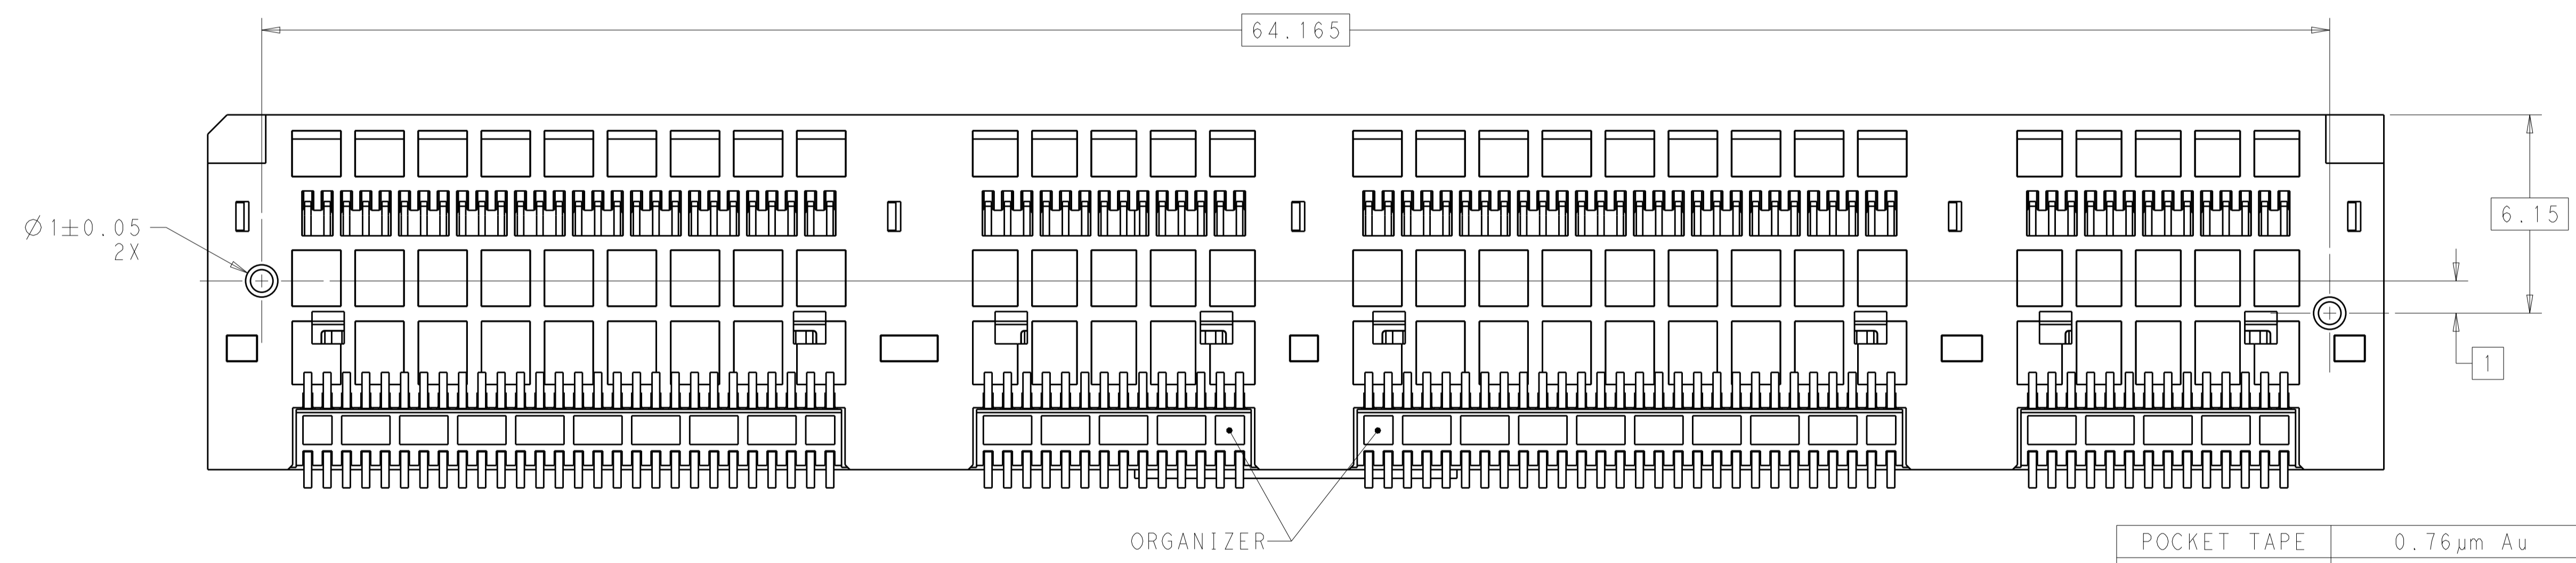 64.165
Ø1±0.05
2X
6.15
1
ORGANIZER
POCKET TAPE 0.76µm Au